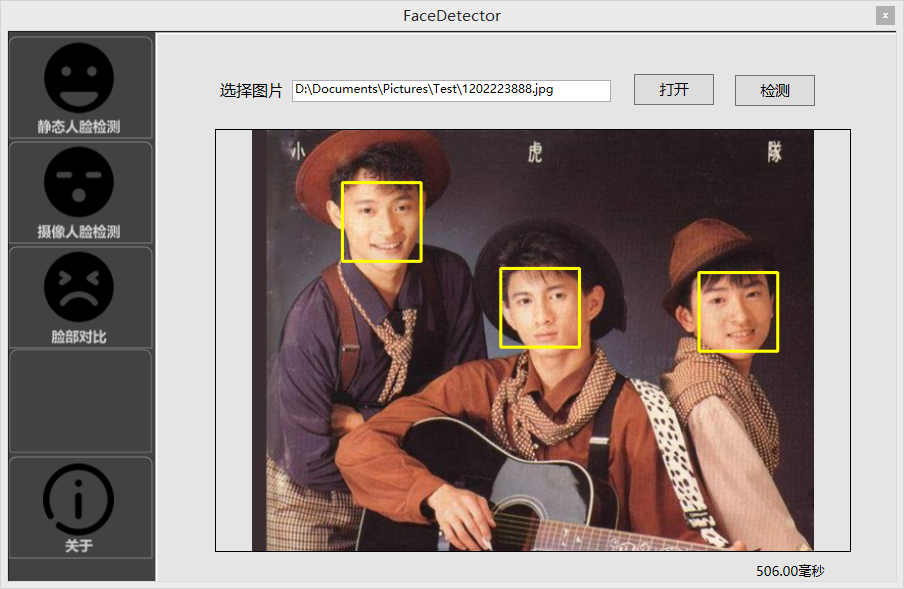 FaceDetector
x
静态人脸检测
摄像人脸检测
脸部对比
关于
选择图片 D:\Documents\Pictures\Test\1202223888.jpg 打开 检测
小 虎 隊
506.00毫秒